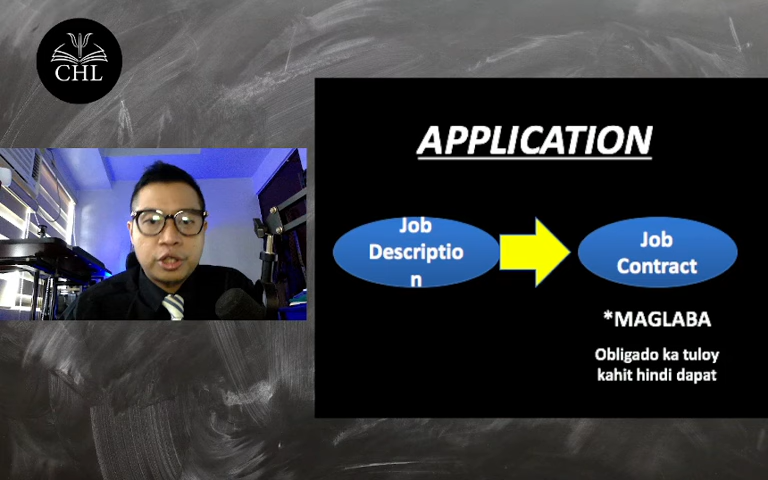 CHL
APPLICATION
Job
Descriptio
n
Job
Contract
*MAGLABA
Obligado ka tuloy
kahit hindi dapat